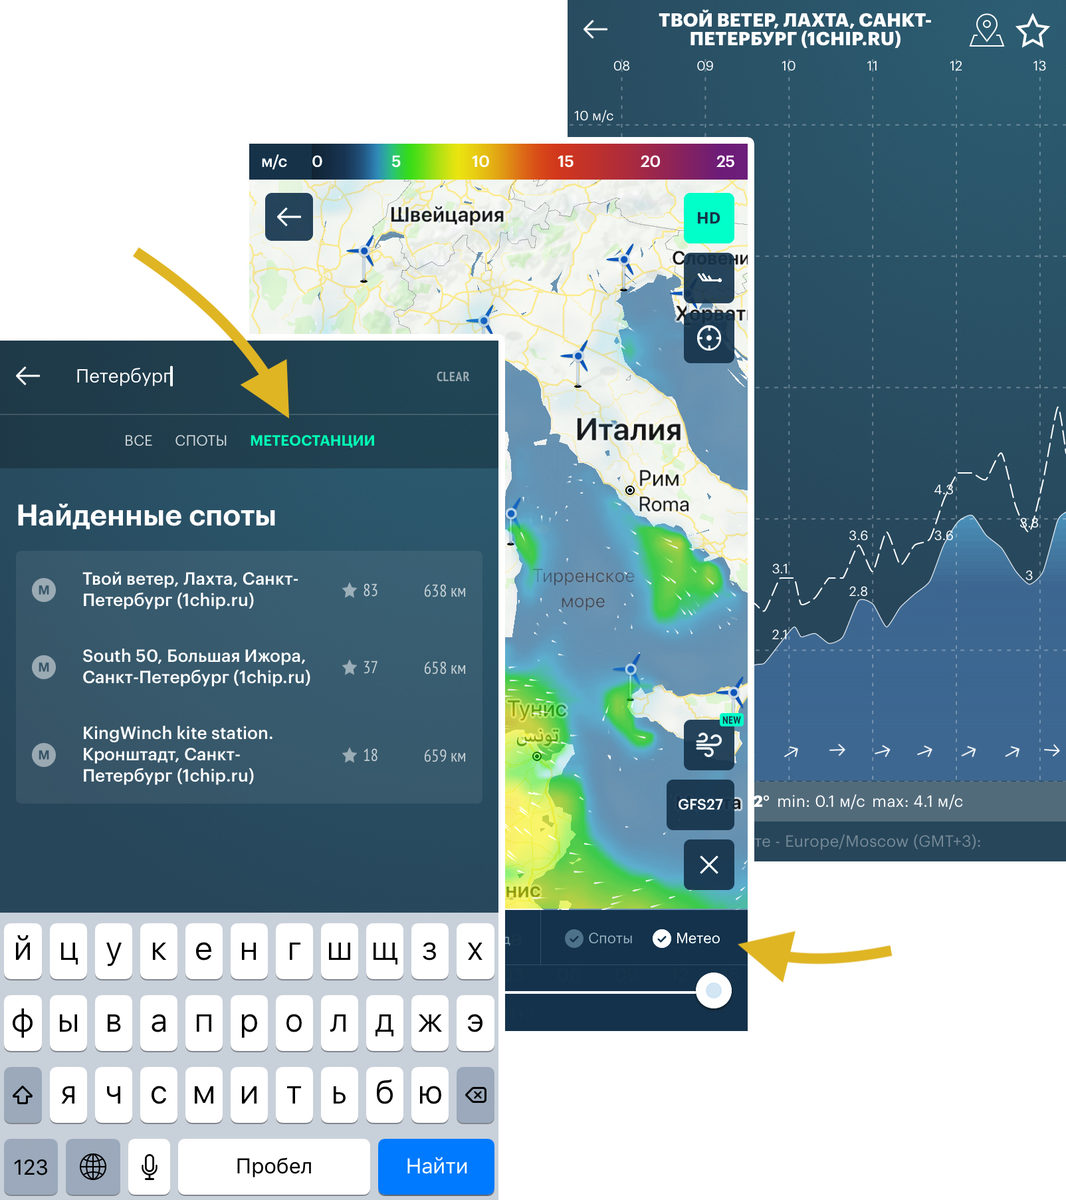 ТВОЙ ВЕТЕР, ЛАХТА, САНКТ-
ПЕТЕРБУРГ (1CHIP.RU)
08 09 10 11 12 13
10 м/с
4.3
3.8
3.6
3.6
3.1
3
2.8
2.1
2° min: 0.1 м/с max: 4.1 м/с
те - Europe/Moscow (GMT+3):
м/с 0 5 10 15 20 25
Швейцария
HD
Словени
Хорват
Италия
Рим
Roma
Тирренское
море
Тунис
تونس
NEW
GFS27
а
нис
Споты
Метео
Петербург
CLEAR
ВСЕ СПОТЫ МЕТЕОСТАНЦИИ
Найденные споты
M
Твой ветер, Лахта, Санкт-
Петербург (1chip.ru)
83 638 км
M
South 50, Большая Ижора,
Санкт-Петербург (1chip.ru)
37 658 км
M
KingWinch kite station.
Кронштадт, Санкт-
Петербург (1chip.ru)
18 659 км
й ц у к е н г ш щ з х
ф ы в а п р о л д ж э
я ч с м и т ь б ю
123 Пробел Найти